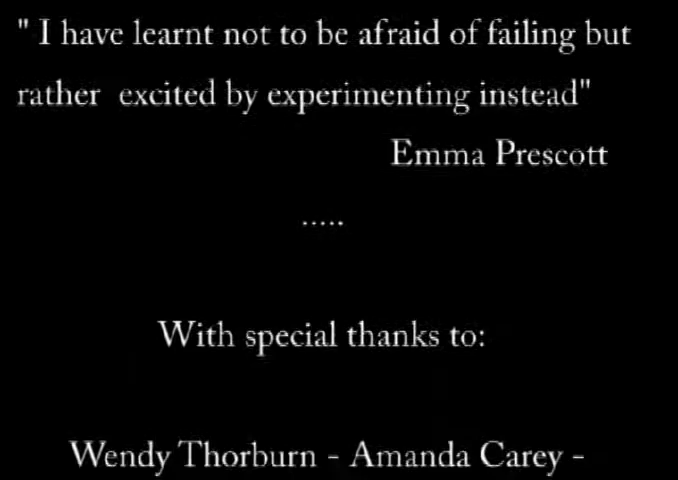 " I have learnt not to be afraid of failing but
rather excited by experimenting instead"
Emma Prescott
.....
With special thanks to:
Wendy Thorburn - Amanda Carey -